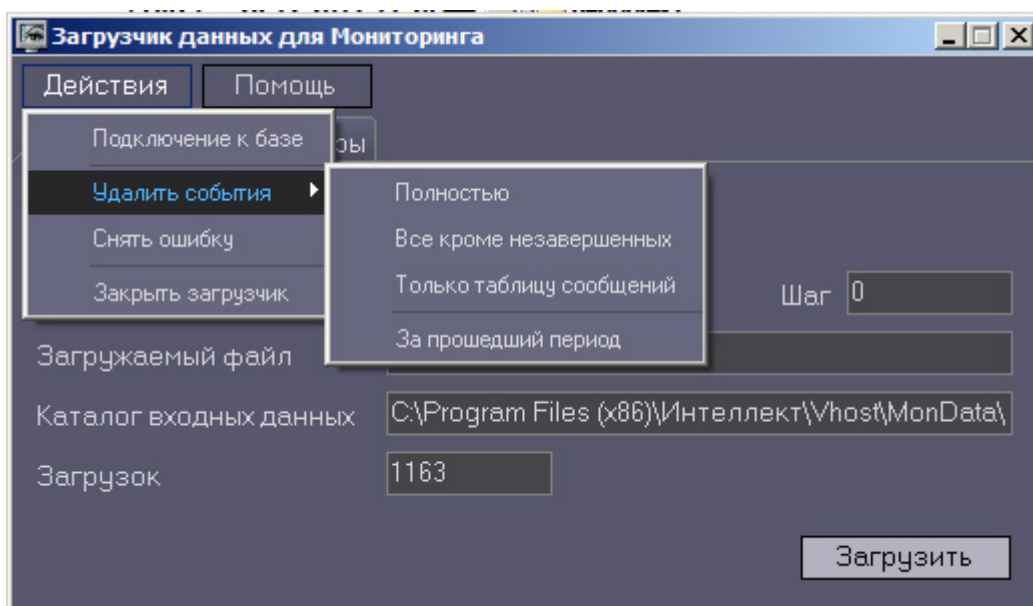 Загрузчик данных для Мониторинга
Действия Помощь
Подключение к базе
Удалить события
Снять ошибку
Закрыть загрузчик
Полностью
Все кроме незавершенных
Только таблицу сообщений
За прошедший период
Шаг 0
Загружаемый файл
Каталог входных данных C:\Program Files (x86)\Интеллект\Vhost\MonData\
Загрузок 1163
Загрузить